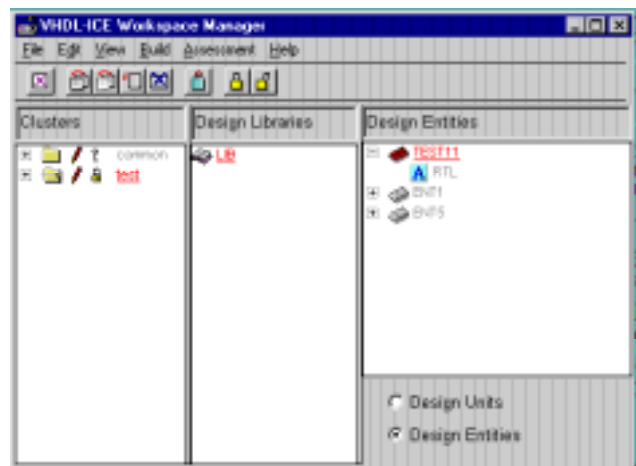 VHDL-ICE Workspace Manager
File Edit View Build Assessment Help
Clusters
Design Libraries
Design Entities
common
test
LIB
TEST11
RTL
ENT1
ENT5
Design Units
Design Entities